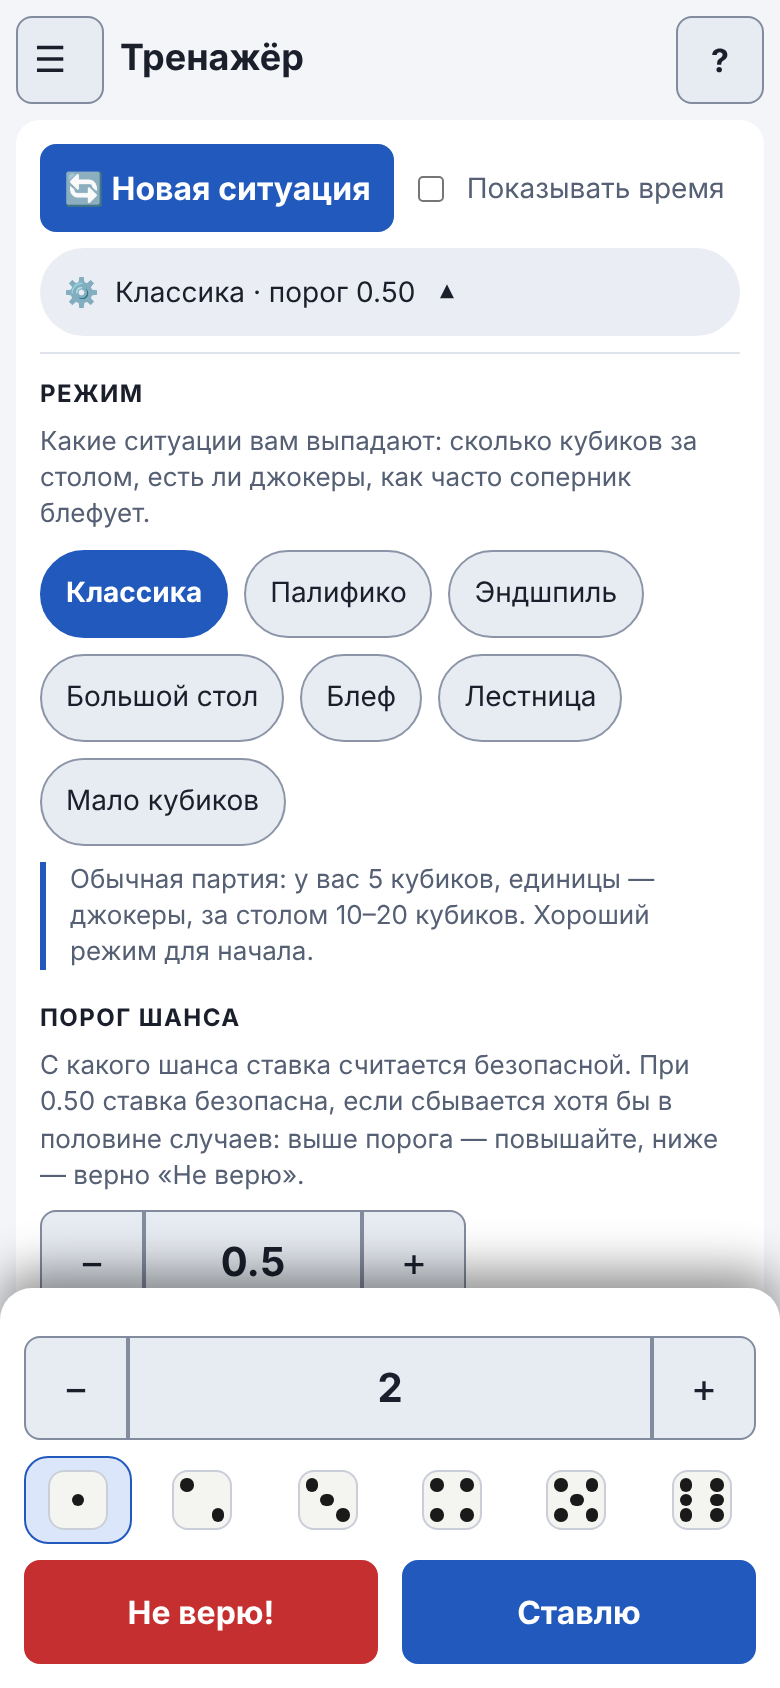 ☰ Тренажёр ?
🔄 Новая ситуация Показывать время
⚙️ Классика · порог 0.50 ▲
РЕЖИМ
Какие ситуации вам выпадают: сколько кубиков за
столом, есть ли джокеры, как часто соперник
блефует.
Классика Палифико Эндшпиль
Большой стол Блеф Лестница
Мало кубиков
Обычная партия: у вас 5 кубиков, единицы —
джокеры, за столом 10–20 кубиков. Хороший
режим для начала.
ПОРОГ ШАНСА
С какого шанса ставка считается безопасной. При
0.50 ставка безопасна, если сбывается хотя бы в
половине случаев: выше порога — повышайте, ниже
— верно «Не верю».
− 0.5 +
− 2 +
Не верю! Ставлю